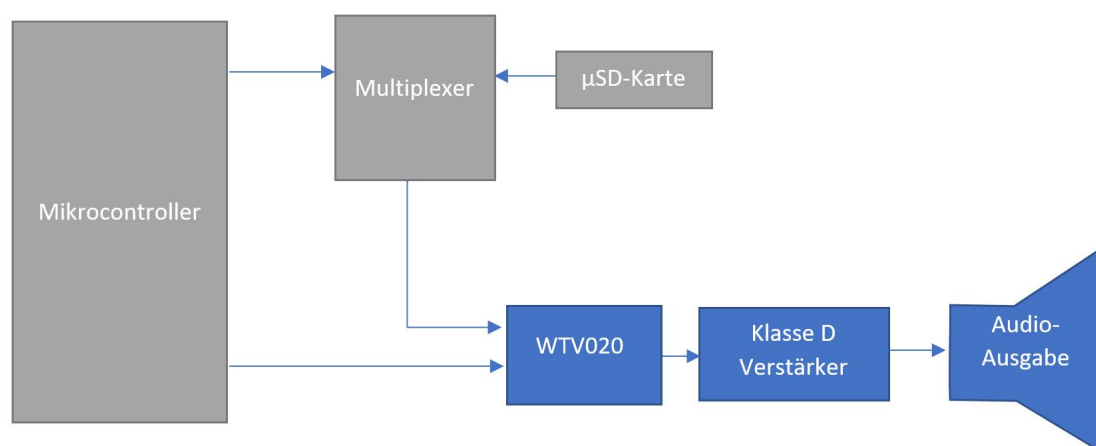 Multiplexer
µSD-Karte
Mikrocontroller
WTV020
Klasse D
Verstärker
Audio-
Ausgabe